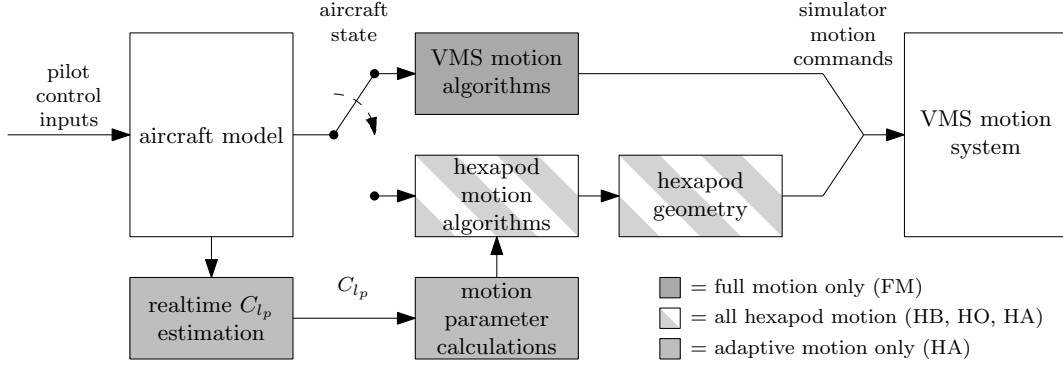 aircraft
state
simulator
motion
commands
pilot
control
inputs
aircraft model
VMS motion
algorithms
VMS motion
system
hexapod
motion
algorithms
hexapod
geometry
realtime C_{l_p}
estimation
C_{l_p}
motion
parameter
calculations
= full motion only (FM)
= all hexapod motion (HB, HO, HA)
= adaptive motion only (HA)